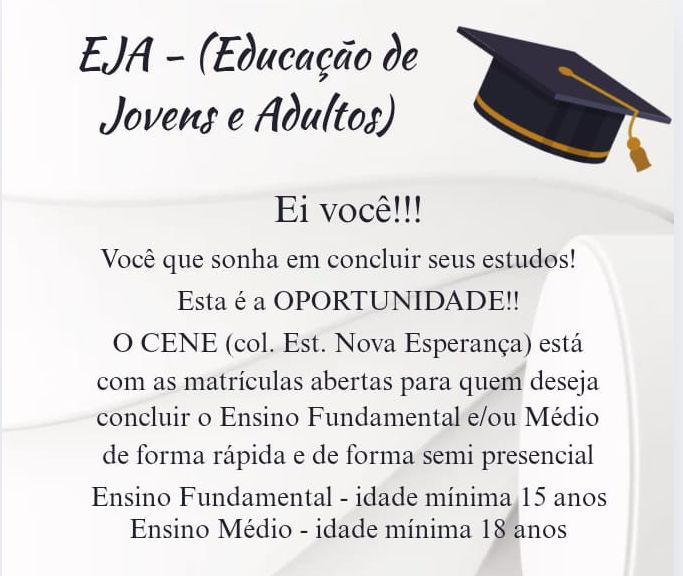 EJA - (Educação de
Jovens e Adultos)
Ei você!!!
Você que sonha em concluir seus estudos!
Esta é a OPORTUNIDADE!!
O CENE (col. Est. Nova Esperança) está
com as matrículas abertas para quem deseja
concluir o Ensino Fundamental e/ou Médio
de forma rápida e de forma semi presencial
Ensino Fundamental - idade mínima 15 anos
Ensino Médio - idade mínima 18 anos